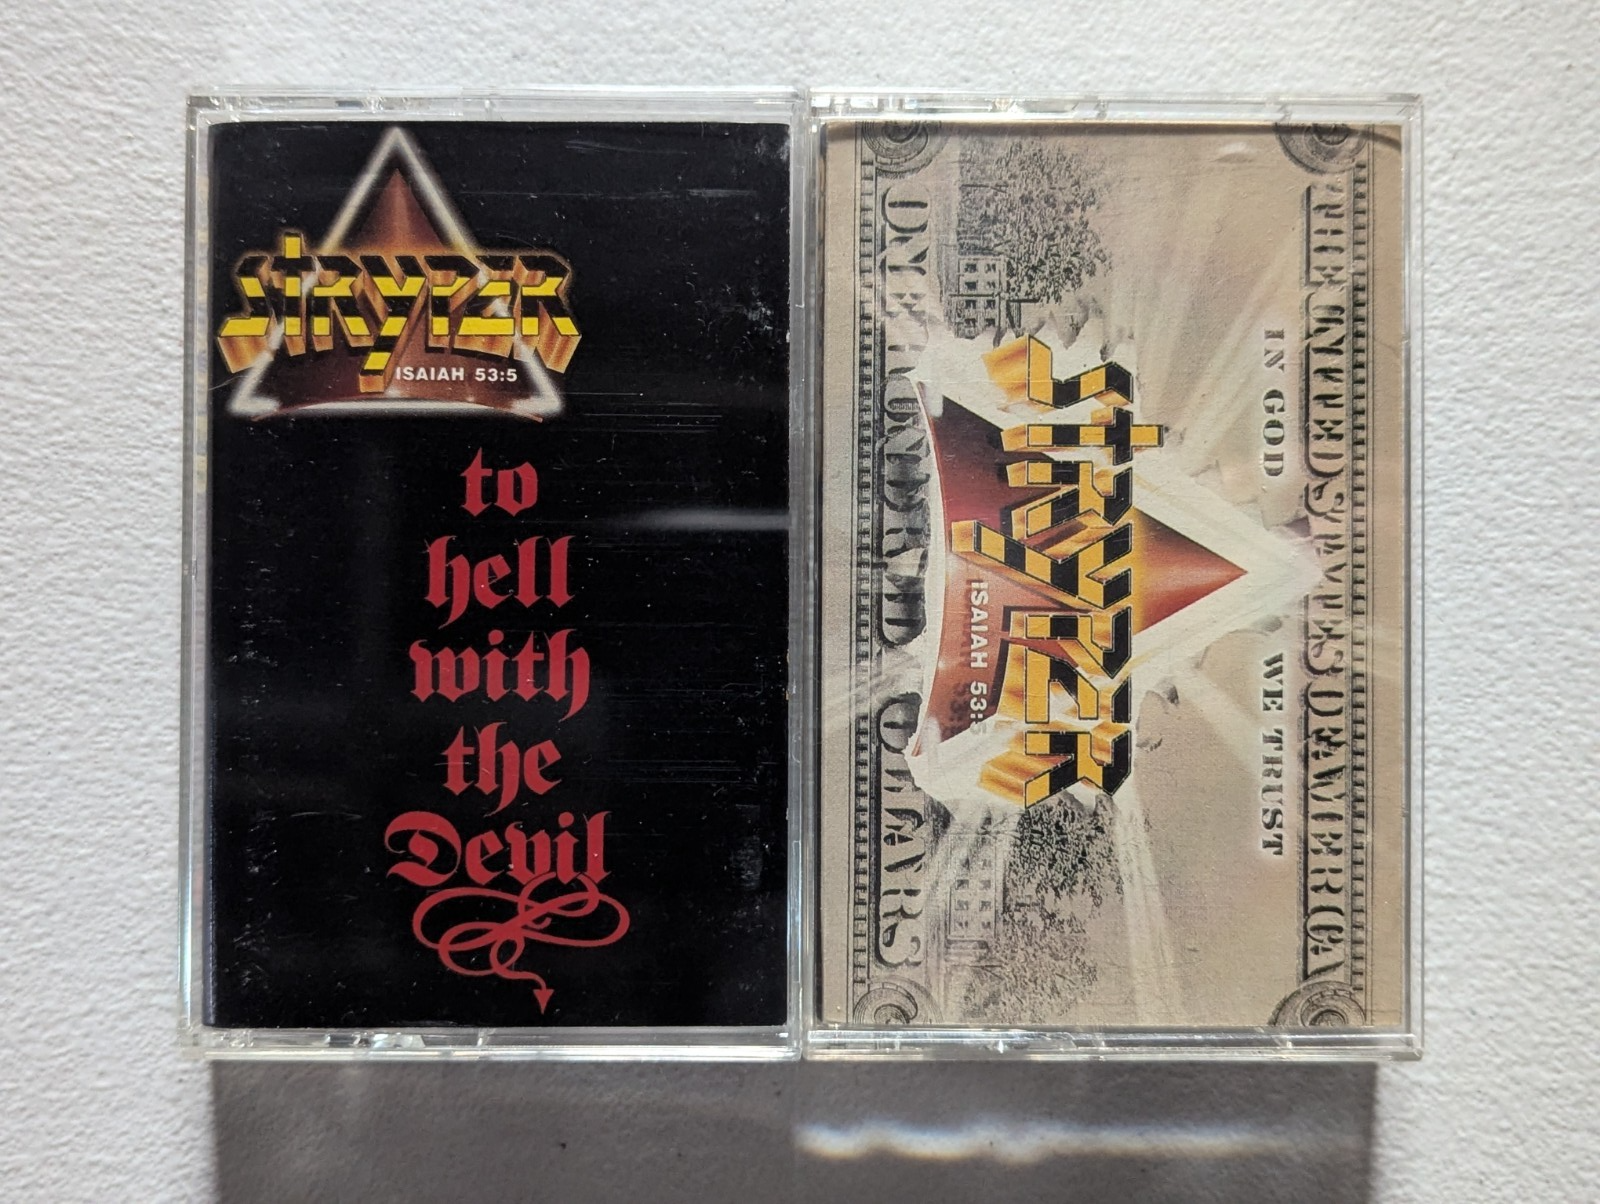 STRYPER
ISAIAH 53:5
to
hell
with
the
Devil
THE UNITED STATES OF AMERICA
IN GOD WE TRUST
STRYPER
ISAIAH 53:5
ONE HUNDRED DOLLARS